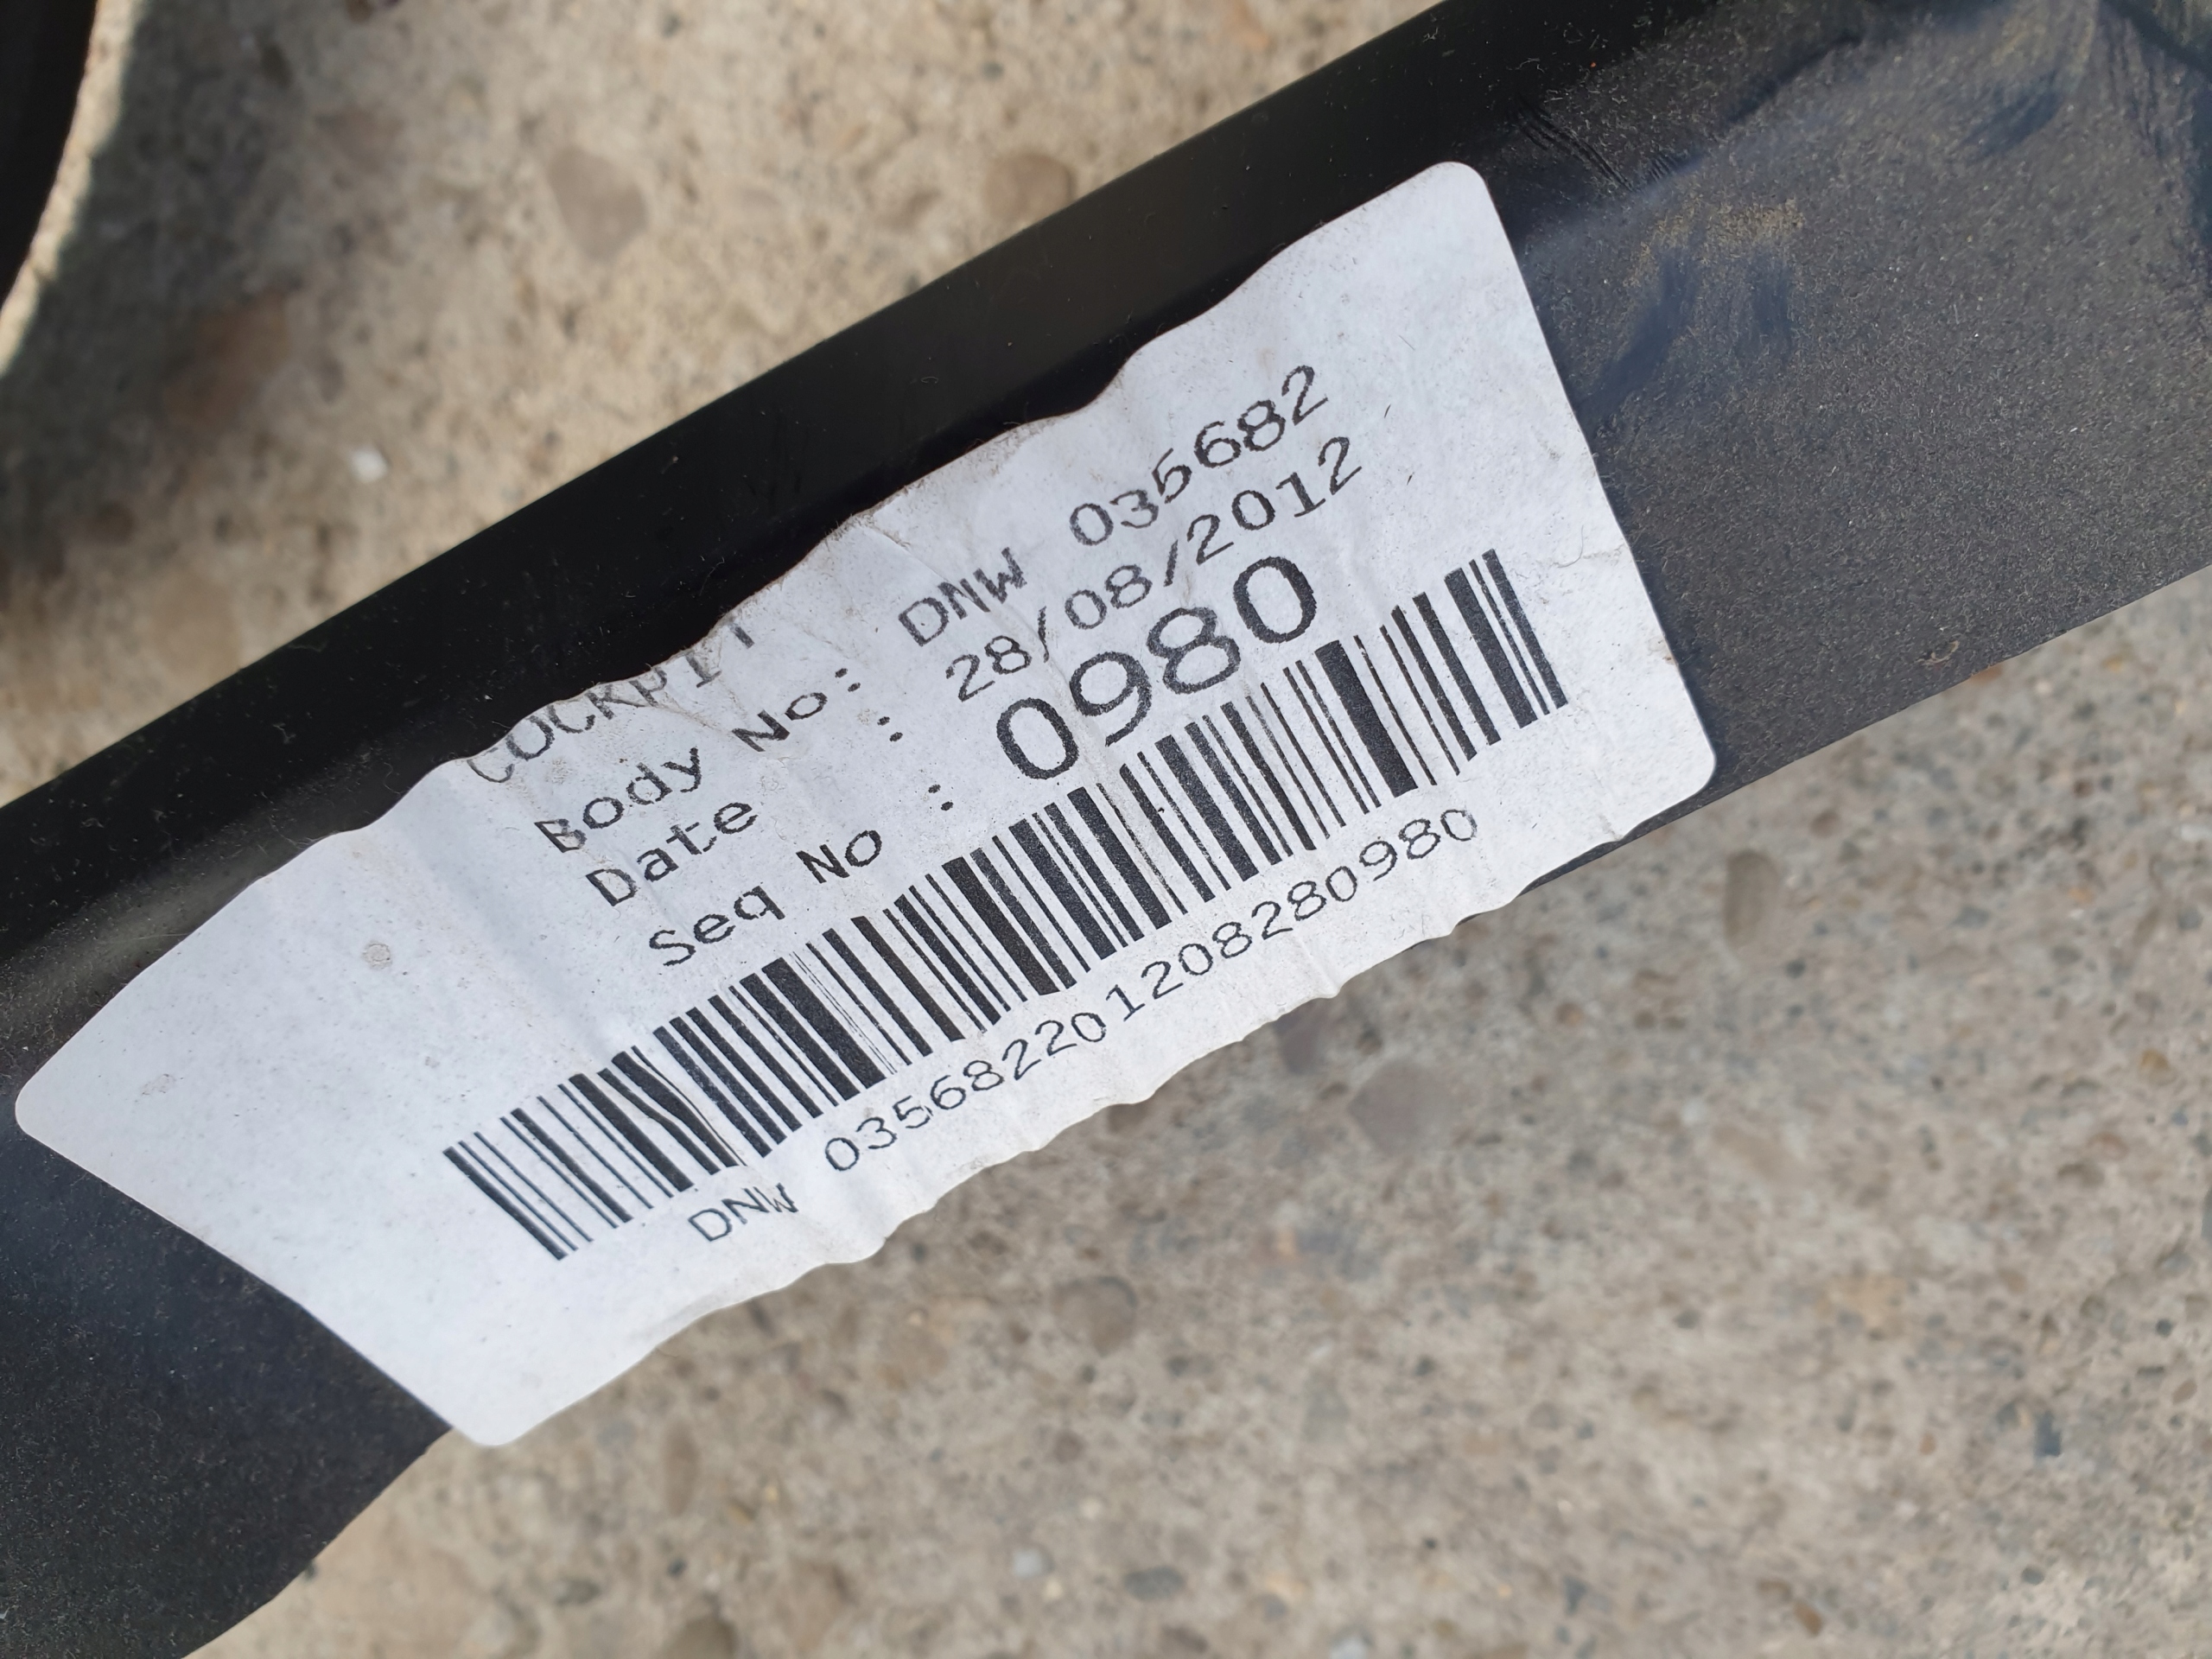 COCKPIT
Body No: DNW 035682
Date : 28/08/2012
Seq No : 0980
DNW 035682201208280980